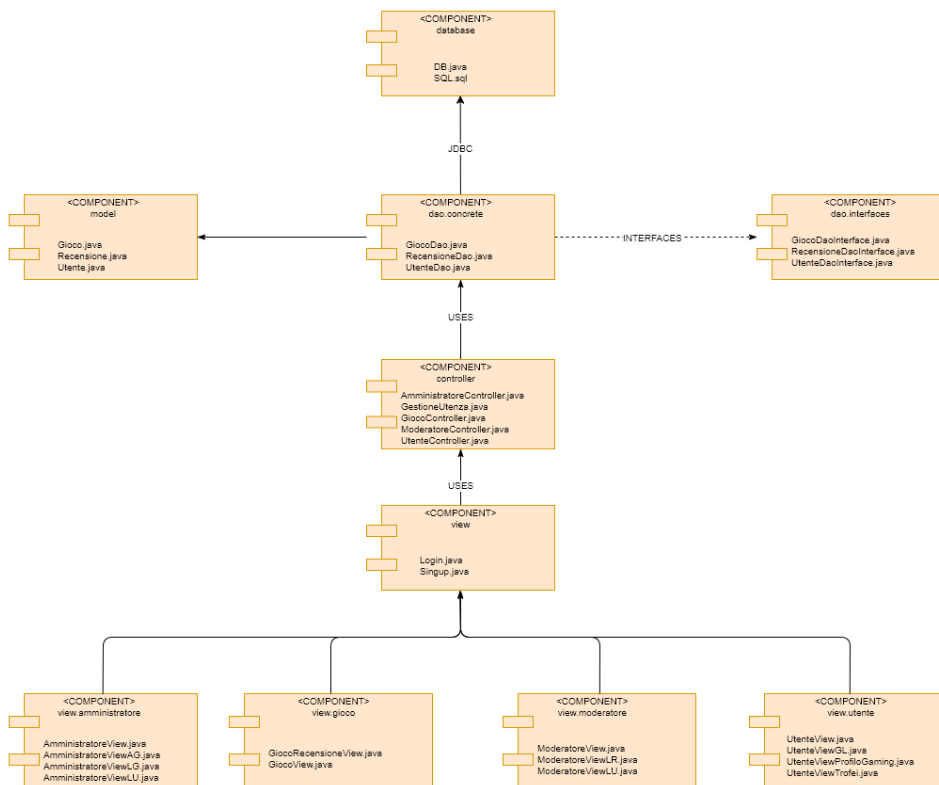 <COMPONENT>
database
DB.java
SQL.sql
JDBC
<COMPONENT>
model
Gioco.java
Recensione.java
Utente.java
<COMPONENT>
dao.concrete
GiocoDao.java
RecensioneDao.java
UtenteDao.java
INTERFACES
<COMPONENT>
dao.interfaces
GiocoDaoInterface.java
RecensioneDaoInterface.java
UtenteDaoInterface.java
USES
<COMPONENT>
controller
AmministratoreController.java
GestioneUtenza.java
GiocoController.java
ModeratoreController.java
UtenteController.java
USES
<COMPONENT>
view
Login.java
Singup.java
<COMPONENT>
view.amministratore
AmministratoreView.java
AmministratoreViewAG.java
AmministratoreViewLG.java
AmministratoreViewLU.java
<COMPONENT>
view.gioco
GiocoRecensioneView.java
GiocoView.java
<COMPONENT>
view.moderatore
ModeratoreView.java
ModeratoreViewLR.java
ModeratoreViewLU.java
<COMPONENT>
view.utente
UtenteView.java
UtenteViewGL.java
UtenteViewProfiloGaming.java
UtenteViewTrofei.java